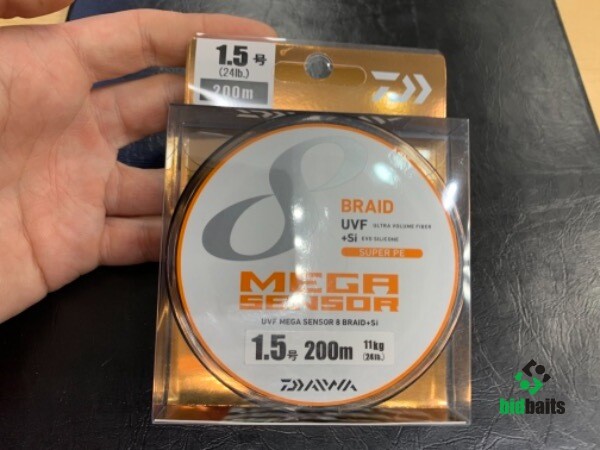 1.5号
(24lb.)
200m
8
BRAID
UVF ULTRA VOLUME FIBER
+Si EVO SILICONE
SUPER PE
MEGA
SENSOR
UVF MEGA SENSOR 8 BRAID+Si
1.5号 200m 11kg
(24lb.)
DAIWA
bidbaits